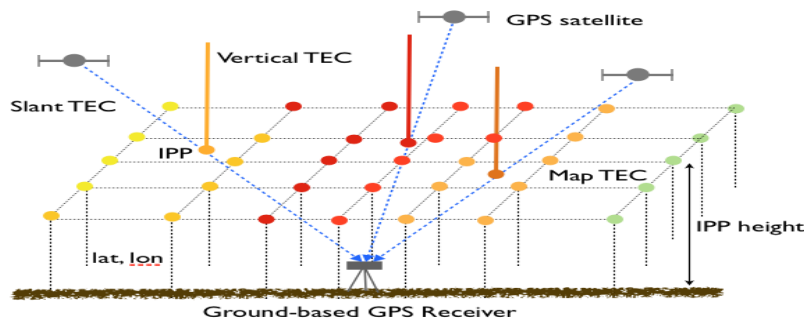 GPS satellite
Vertical TEC
Slant TEC
IPP
Map TEC
IPP height
lat, lon
Ground-based GPS Receiver